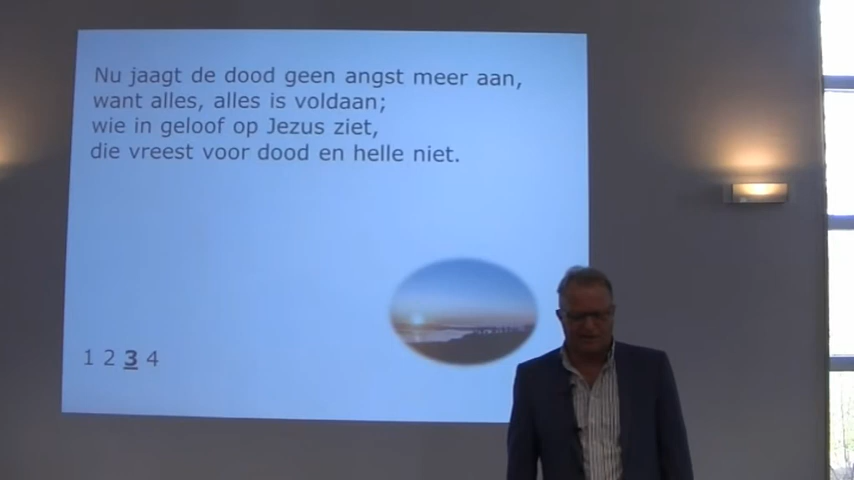 Nu jaagt de dood geen angst meer aan,
want alles, alles is voldaan;
wie in geloof op Jezus ziet,
die vreest voor dood en helle niet.
1 2 3 4